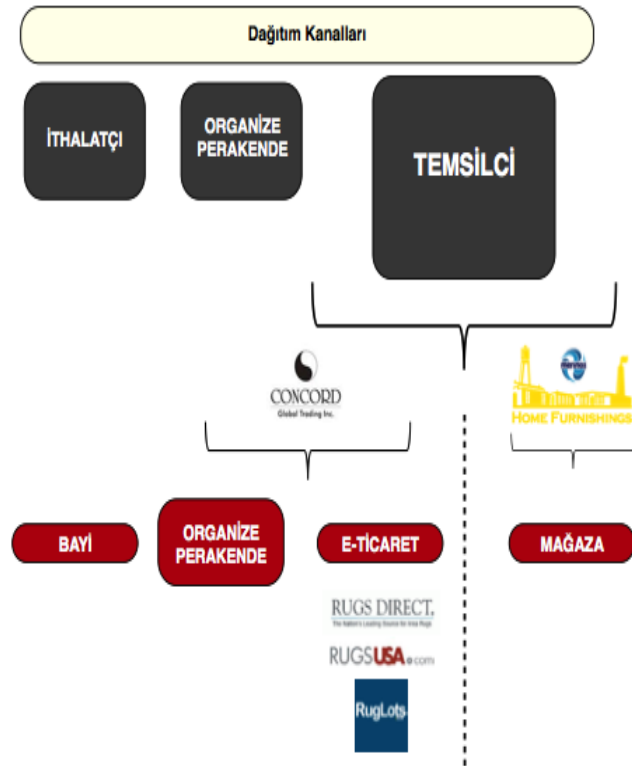 Dağıtım Kanalları
İTHALATÇI
ORGANİZE
PERAKENDE
TEMSİLCİ
CONCORD
Global Trading Inc.
merinos
HOME FURNISHINGS
BAYİ
ORGANİZE
PERAKENDE
E-TİCARET
MAĞAZA
RUGS DIRECT.
The Nation's Leading Source for Area Rugs
RUGSUSA.com
RugLots